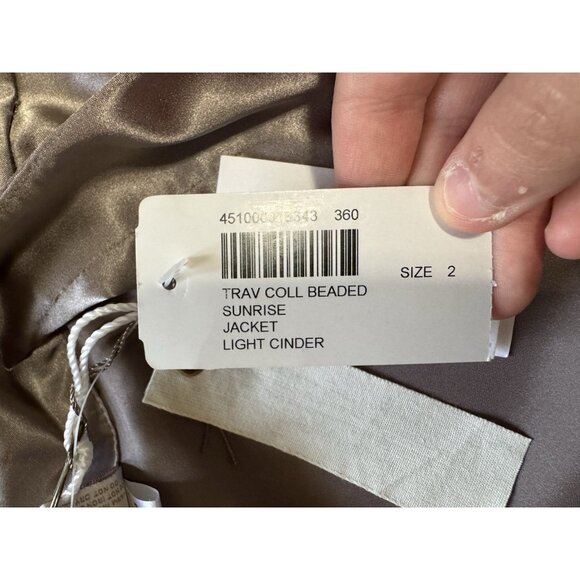 360
SIZE 2
TRAV COLL BEADED
SUNRISE
JACKET
LIGHT CINDER